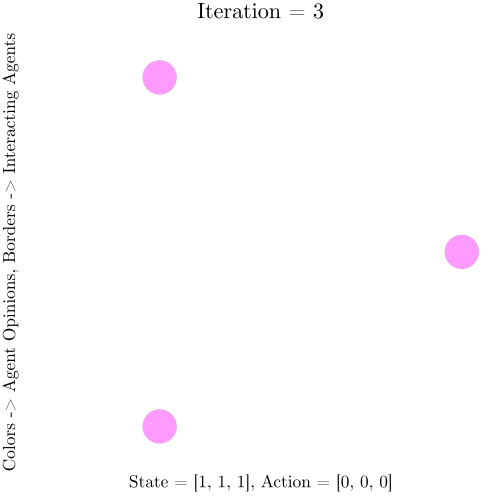 Iteration = 3
Colors -> Agent Opinions, Borders -> Interacting Agents
State = [1, 1, 1], Action = [0, 0, 0]